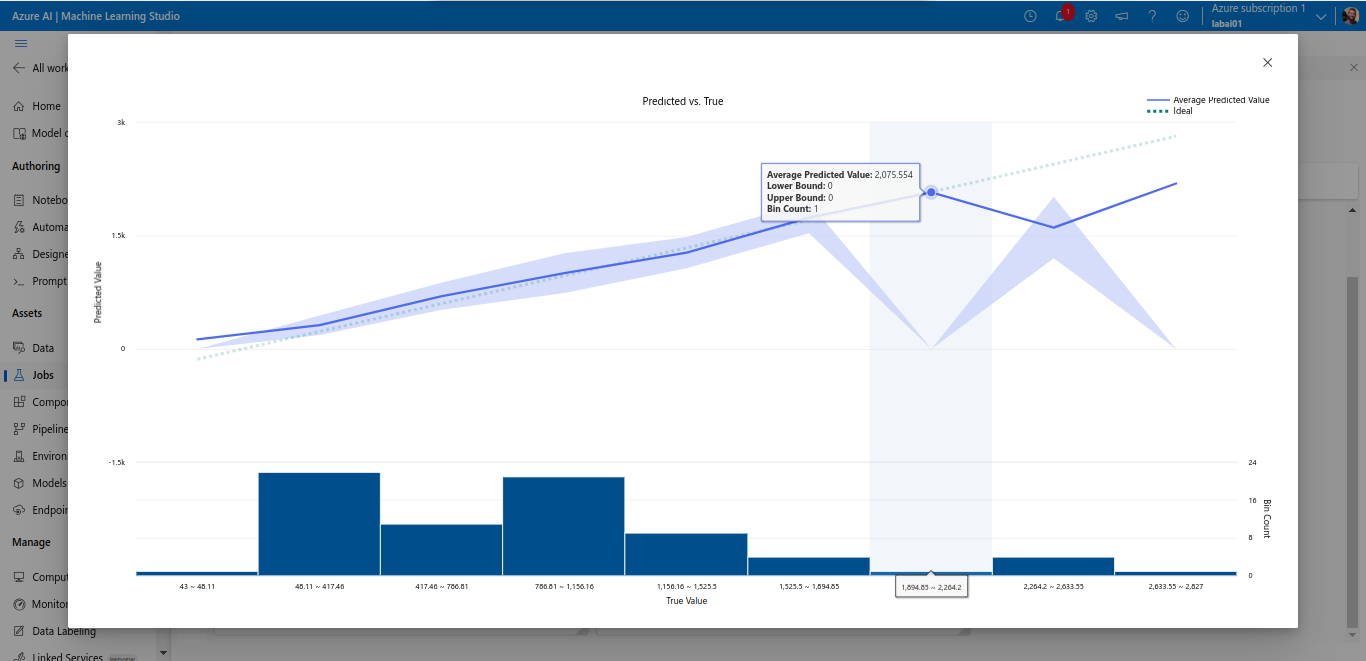 Azure AI | Machine Learning Studio
1
?
Azure subscription 1
labai01
All work
Home
Model c
Authoring
Notebo
Automa
Designe
Prompt
Assets
Data
Jobs
Compo
Pipeline
Environ
Models
Endpoin
Manage
Comput
Monitor
Data Labeling
Linked Services PREVIEW
Predicted vs. True
Average Predicted Value
Ideal
3k
1.5k
0
-1.5k
Predicted Value
Average Predicted Value: 2,075.554
Lower Bound: 0
Upper Bound: 0
Bin Count: 1
24
16
8
0
Bin Count
43 ~ 48.11
48.11 ~ 417.46
417.46 ~ 786.81
786.81 ~ 1,156.16
1,156.16 ~ 1,525.5
1,525.5 ~ 1,894.85
1,894.85 ~ 2,264.2
2,264.2 ~ 2,633.55
2,633.55 ~ 2,827
True Value